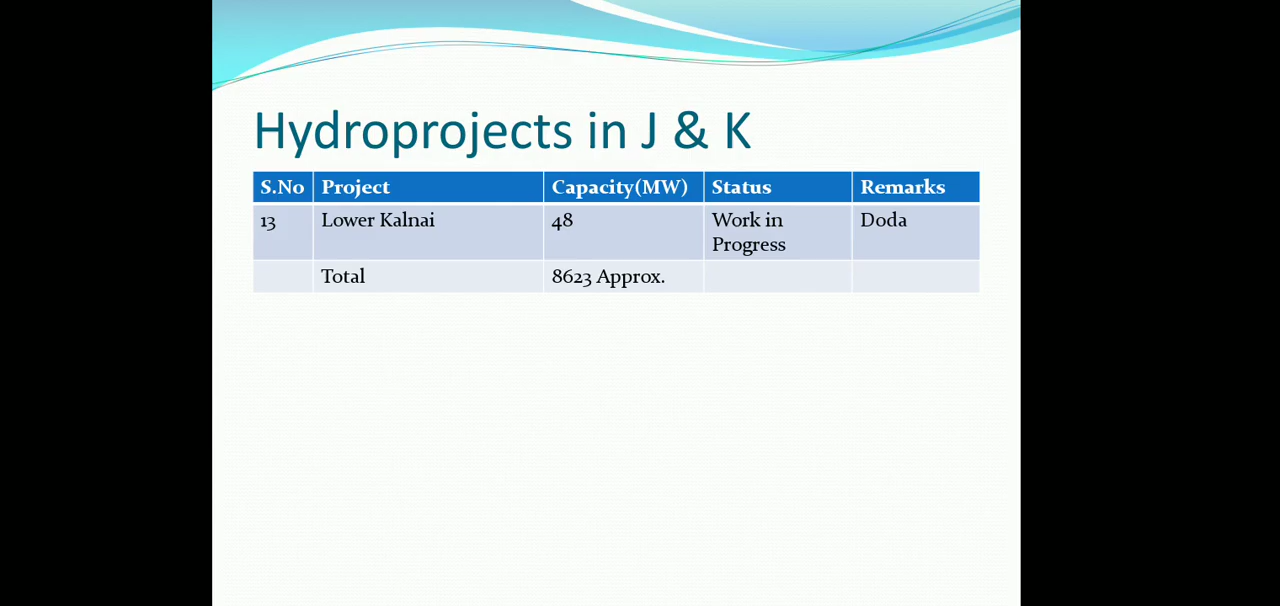 Hydroprojects in J & K
S.No Project Capacity(MW) Status Remarks
13 Lower Kalnai 48 Work in Progress Doda
Total 8623 Approx.